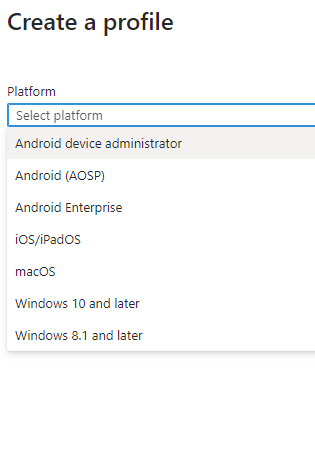 Create a profile
Platform
Select platform
Android device administrator
Android (AOSP)
Android Enterprise
iOS/iPadOS
macOS
Windows 10 and later
Windows 8.1 and later